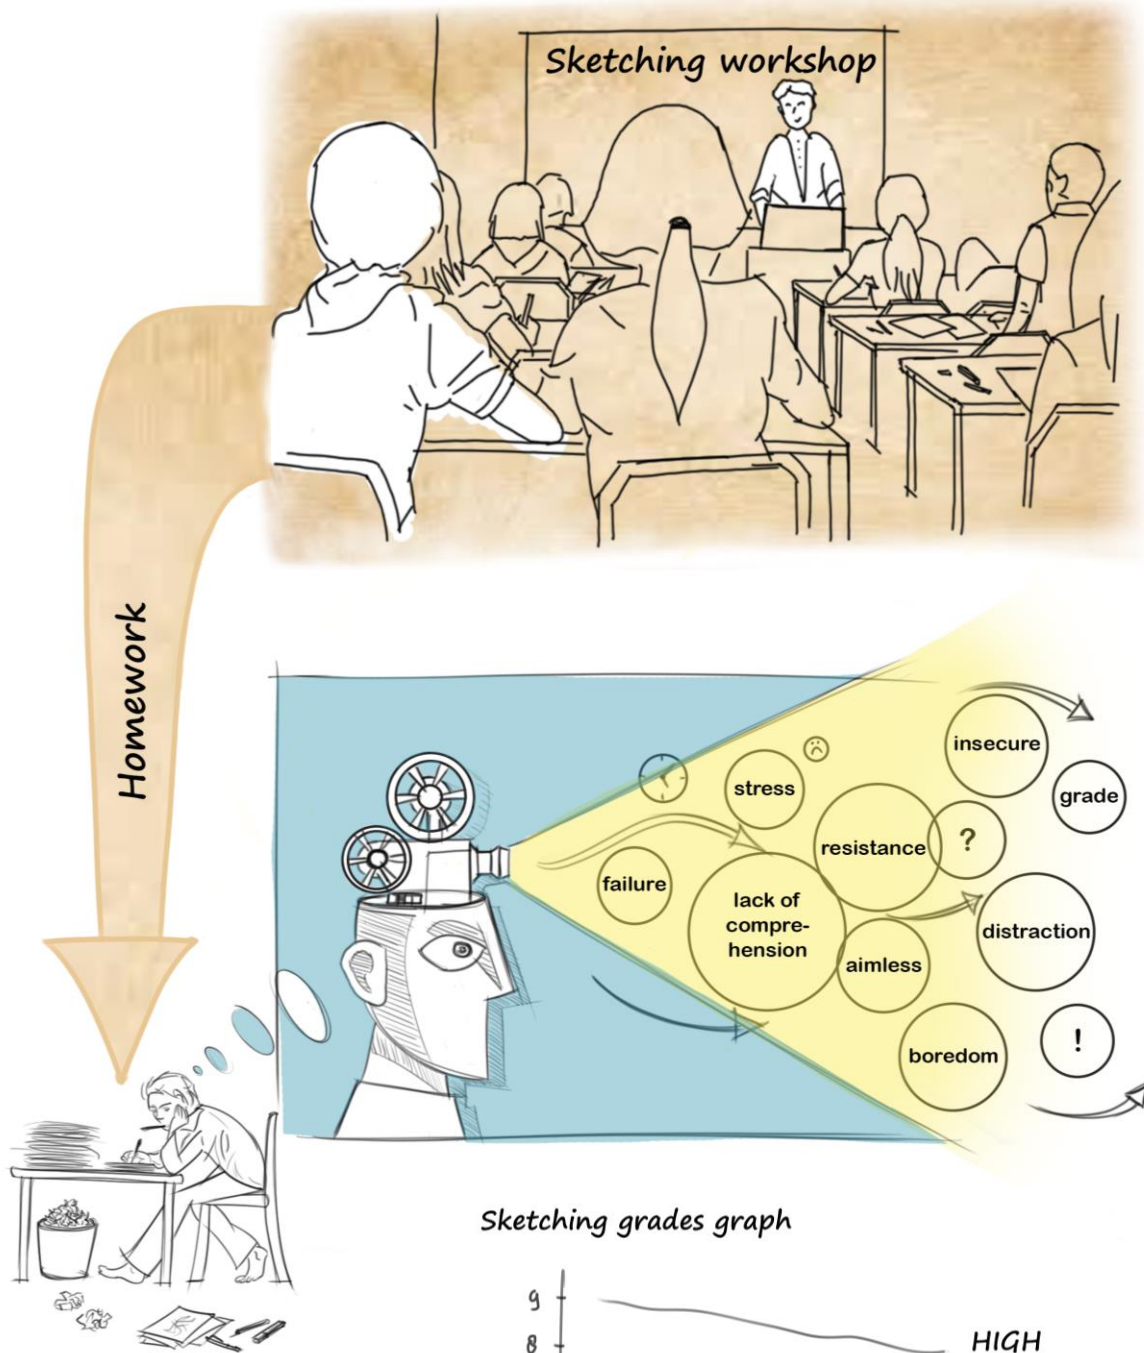 Sketching workshop
Homework
insecure
stress
grade
resistance
?
failure
lack of
compre-
hension
distraction
aimless
!
boredom
Sketching grades graph
9
8
HIGH